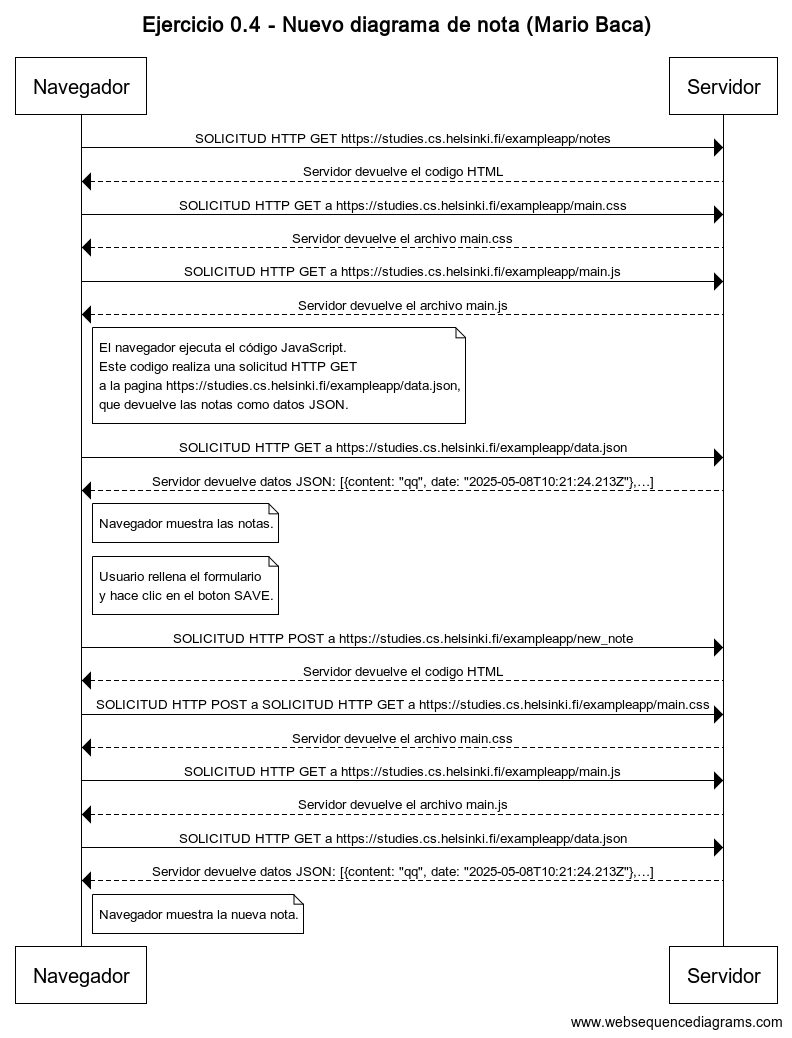 Ejercicio 0.4 - Nuevo diagrama de nota (Mario Baca)
Navegador
Servidor
SOLICITUD HTTP GET https://studies.cs.helsinki.fi/exampleapp/notes
Servidor devuelve el codigo HTML
SOLICITUD HTTP GET a https://studies.cs.helsinki.fi/exampleapp/main.css
Servidor devuelve el archivo main.css
SOLICITUD HTTP GET a https://studies.cs.helsinki.fi/exampleapp/main.js
Servidor devuelve el archivo main.js
El navegador ejecuta el código JavaScript.
Este codigo realiza una solicitud HTTP GET
a la pagina https://studies.cs.helsinki.fi/exampleapp/data.json,
que devuelve las notas como datos JSON.
SOLICITUD HTTP GET a https://studies.cs.helsinki.fi/exampleapp/data.json
Servidor devuelve datos JSON: [{content: "qq", date: "2025-05-08T10:21:24.213Z"},…]
Navegador muestra las notas.
Usuario rellena el formulario
y hace clic en el boton SAVE.
SOLICITUD HTTP POST a https://studies.cs.helsinki.fi/exampleapp/new_note
Servidor devuelve el codigo HTML
SOLICITUD HTTP POST a SOLICITUD HTTP GET a https://studies.cs.helsinki.fi/exampleapp/main.css
Servidor devuelve el archivo main.css
SOLICITUD HTTP GET a https://studies.cs.helsinki.fi/exampleapp/main.js
Servidor devuelve el archivo main.js
SOLICITUD HTTP GET a https://studies.cs.helsinki.fi/exampleapp/data.json
Servidor devuelve datos JSON: [{content: "qq", date: "2025-05-08T10:21:24.213Z"},…]
Navegador muestra la nueva nota.
Navegador
Servidor
www.websequencediagrams.com